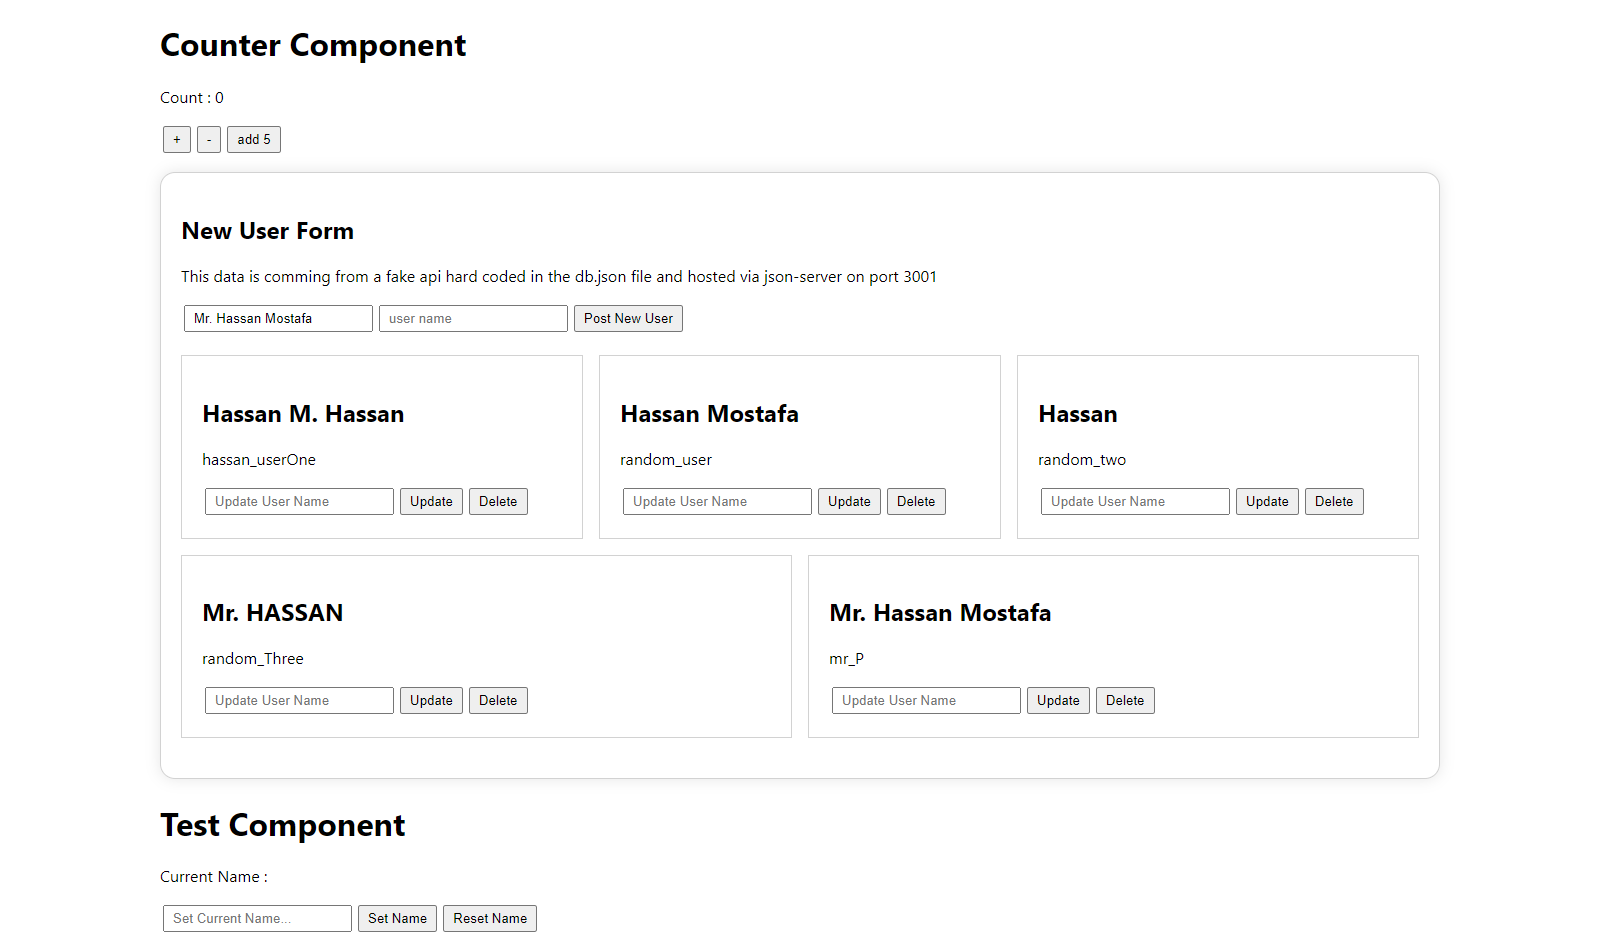 Counter Component
Count : 0
+ - add 5
New User Form
This data is comming from a fake api hard coded in the db.json file and hosted via json-server on port 3001
Mr. Hassan Mostafa user name Post New User
Hassan M. Hassan
hassan_userOne
Update User Name Update Delete
Hassan Mostafa
random_user
Update User Name Update Delete
Hassan
random_two
Update User Name Update Delete
Mr. HASSAN
random_Three
Update User Name Update Delete
Mr. Hassan Mostafa
mr_P
Update User Name Update Delete
Test Component
Current Name :
Set Current Name... Set Name Reset Name